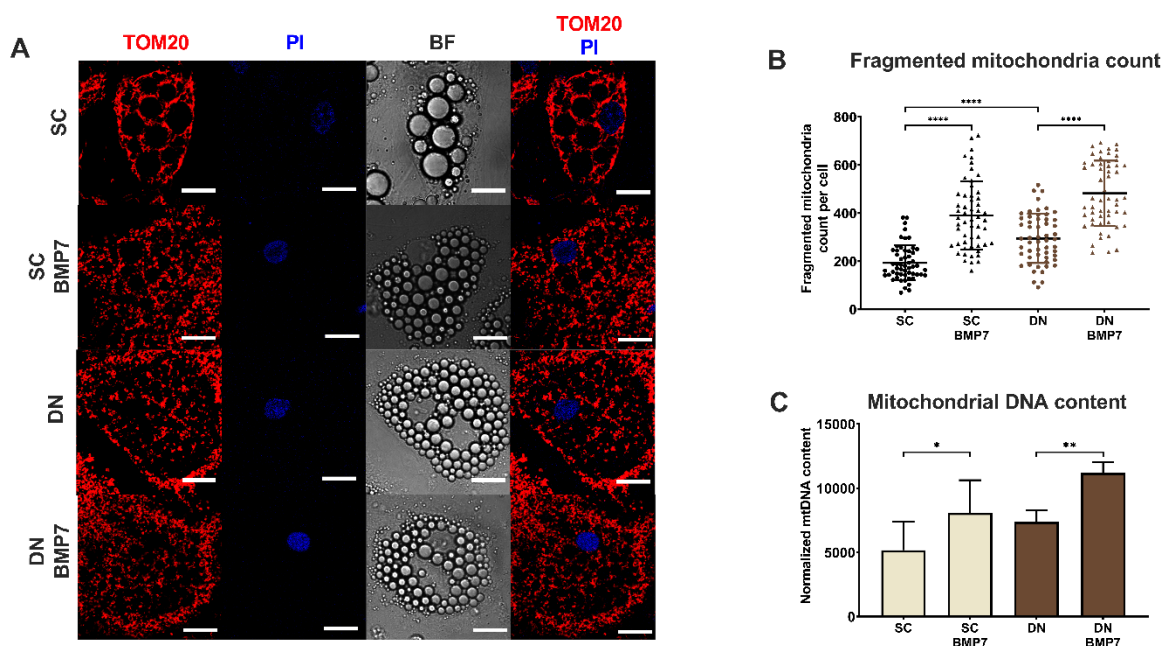 A
TOM20
PI
BF
TOM20
PI
SC
SC
BMP7
DN
DN
BMP7
B
Fragmented mitochondria count
Fragmented mitochondria
count per cell
800
600
400
200
0
****
****
****
SC
SC
BMP7
DN
DN
BMP7
C
Mitochondrial DNA content
Normalized mtDNA content
15000
10000
5000
0
*
**
SC
SC
BMP7
DN
DN
BMP7